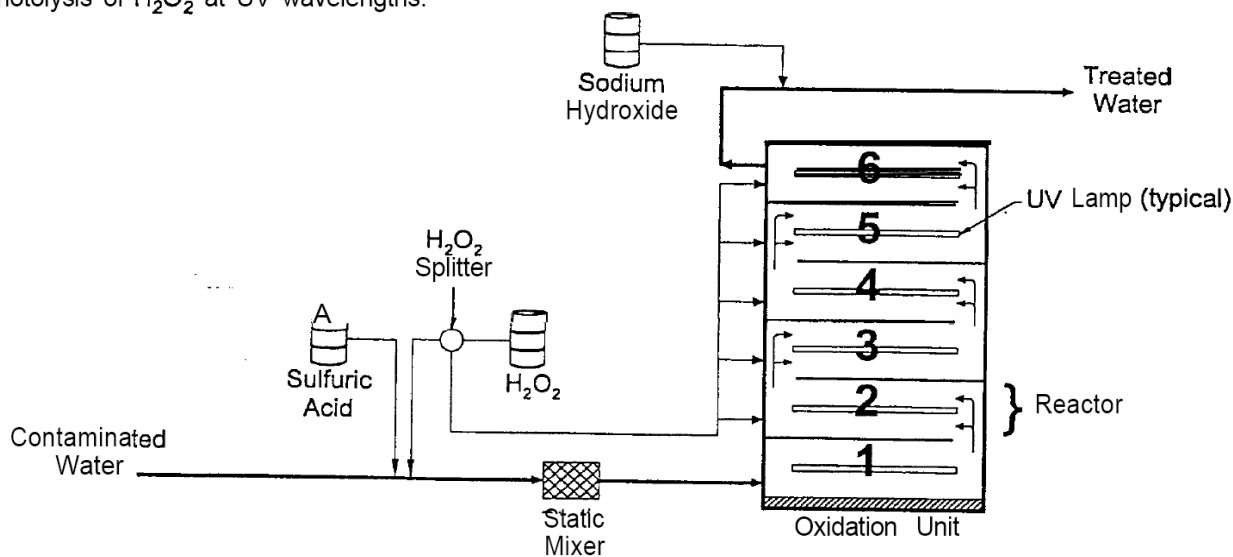 of H₂O₂ at UV wavelengths.
Sodium
Hydroxide
Treated
Water
6
UV Lamp (typical)
5
H₂O₂
Splitter
4
A
3
Sulfuric
Acid
H₂O₂
2
Reactor
Contaminated
Water
1
Static
Mixer
Oxidation Unit